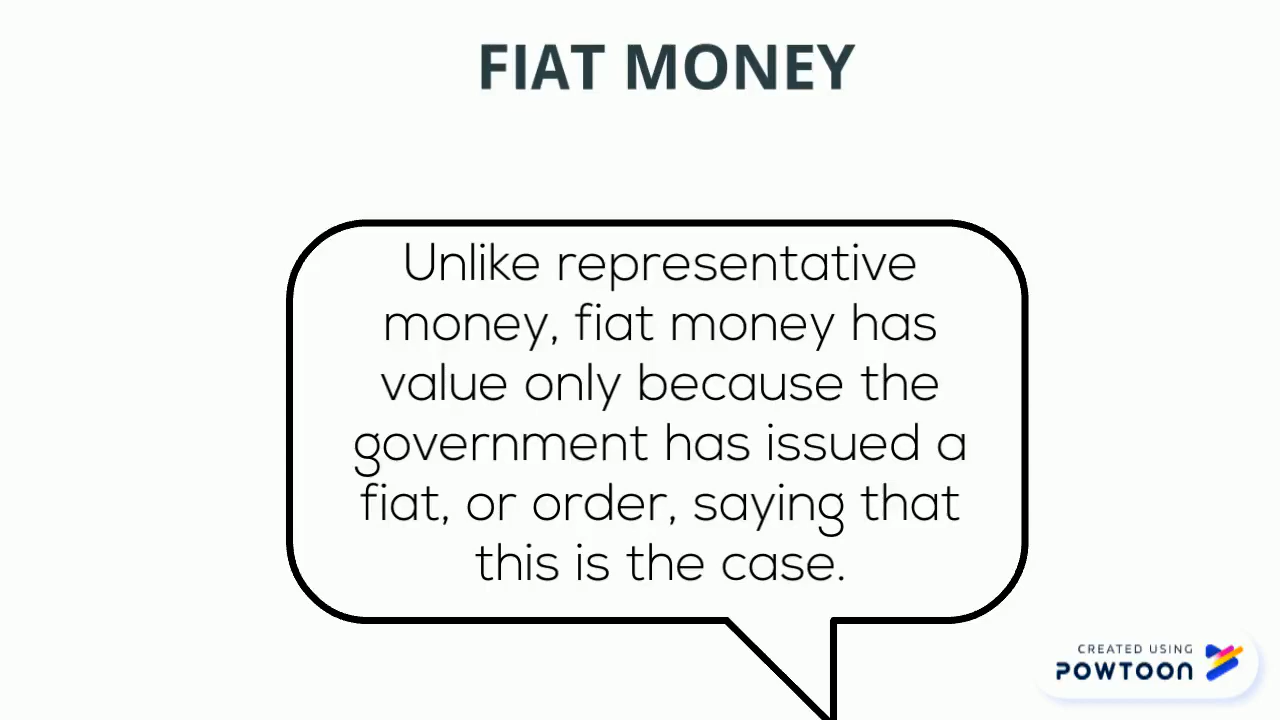 FIAT MONEY
Unlike representative
money, fiat money has
value only because the
government has issued a
fiat, or order, saying that
this is the case.
CREATED USING
POWTOON